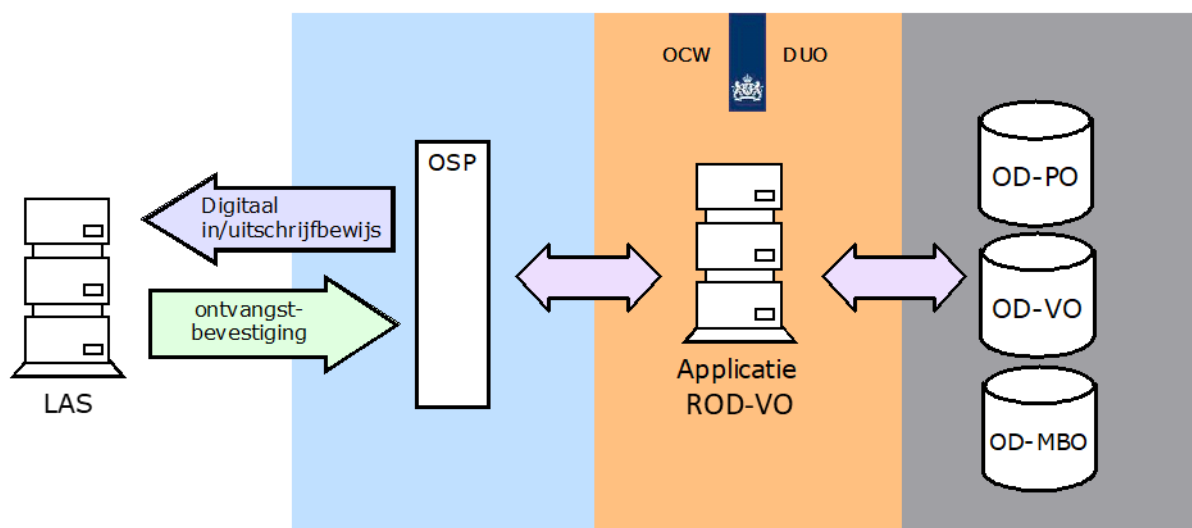 OCW
DUO
OSP
Digitaal
in/uitschrijfbewijs
ontvangst-
bevestiging
LAS
Applicatie
ROD-VO
OD-PO
OD-VO
OD-MBO